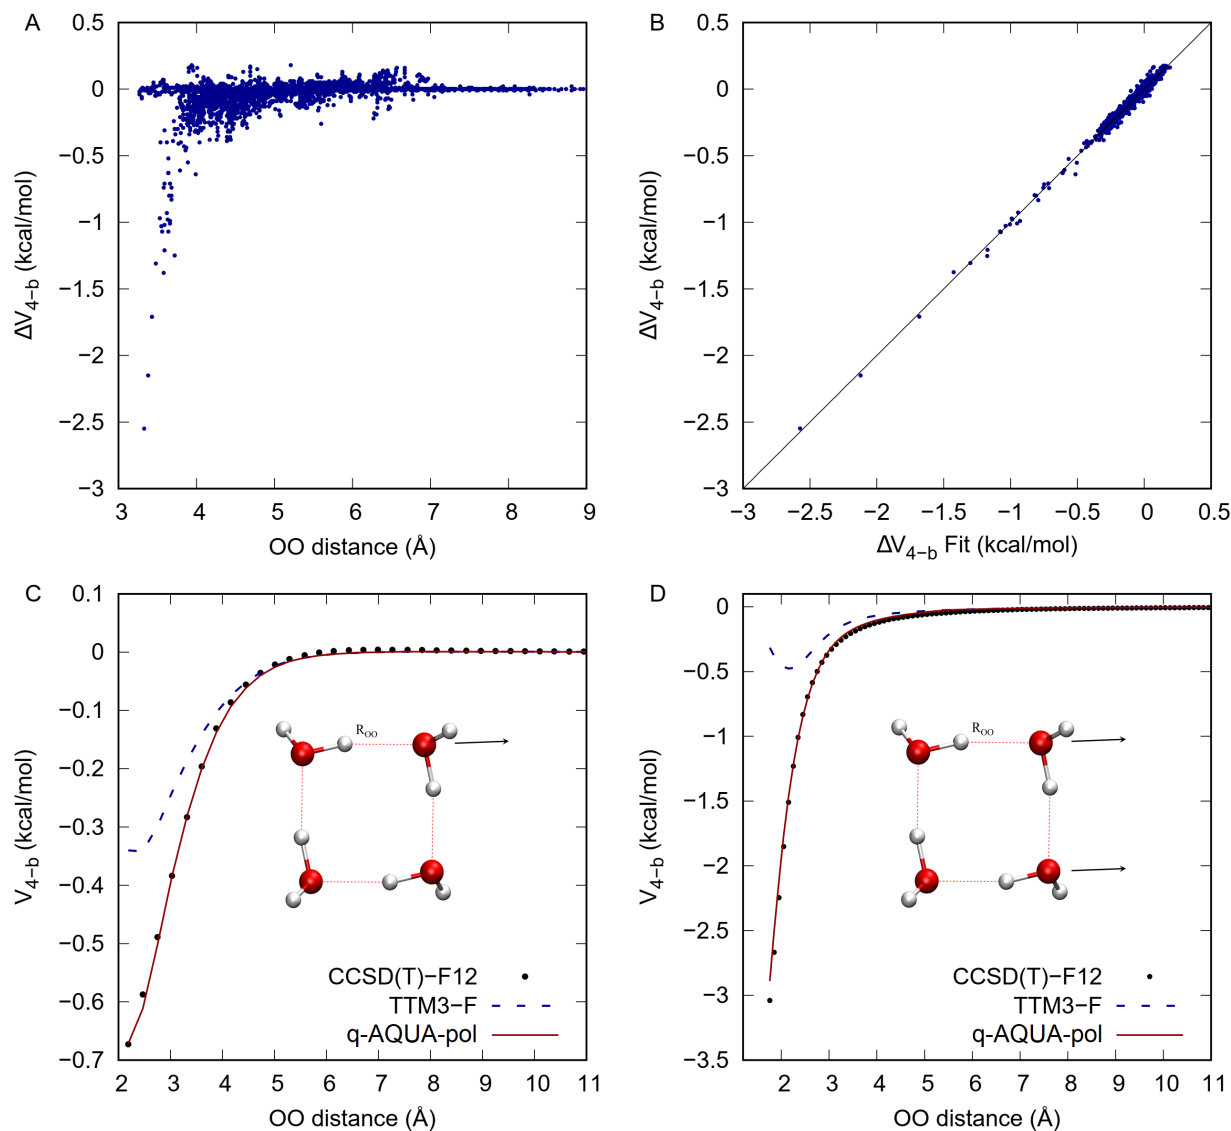 A
0.5
0
−0.5
−1
−1.5
−2
−2.5
−3
ΔV4−b (kcal/mol)
3 4 5 6 7 8 9
OO distance (Å)
B
0.5
0
−0.5
−1
−1.5
−2
−2.5
−3
ΔV4−b (kcal/mol)
−3 −2.5 −2 −1.5 −1 −0.5 0 0.5
ΔV4−b Fit (kcal/mol)
C
0.1
0
−0.1
−0.2
−0.3
−0.4
−0.5
−0.6
−0.7
V4−b (kcal/mol)
ROO
CCSD(T)−F12
TTM3−F
q-AQUA-pol
2 3 4 5 6 7 8 9 10 11
OO distance (Å)
D
0
−0.5
−1
−1.5
−2
−2.5
−3
−3.5
V4−b (kcal/mol)
ROO
CCSD(T)−F12
TTM3−F
q-AQUA-pol
2 3 4 5 6 7 8 9 10 11
OO distance (Å)